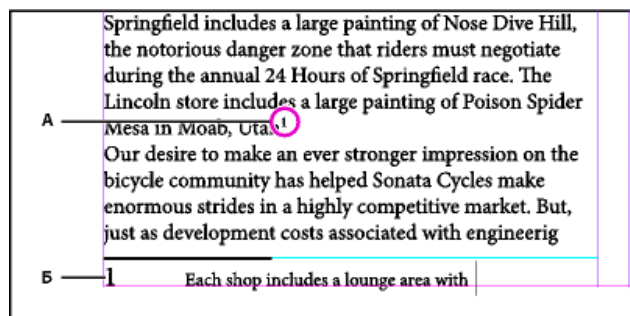 Springfield includes a large painting of Nose Dive Hill,
the notorious danger zone that riders must negotiate
during the annual 24 Hours of Springfield race. The
Lincoln store includes a large painting of Poison Spider
А Mesa in Moab, Utah¹
Our desire to make an ever stronger impression on the
bicycle community has helped Sonata Cycles make
enormous strides in a highly competitive market. But,
just as development costs associated with engineerig
Б 1 Each shop includes a lounge area with